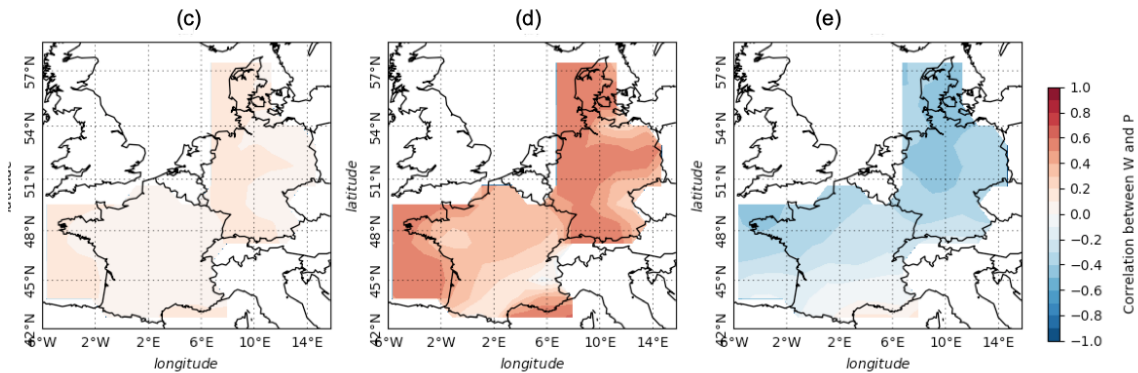 (c) (d) (e)
57°N 57°N 57°N
54°N 54°N 54°N
51°N 51°N 51°N
48°N 48°N 48°N
45°N 45°N 45°N
42°N 42°N 42°N
latitude latitude
6°W 2°W 2°E 6°E 10°E 14°E
6°W 2°W 2°E 6°E 10°E 14°E
6°W 2°W 2°E 6°E 10°E 14°E
longitude longitude longitude
1.0
0.8
0.6
0.4
0.2
0.0
−0.2
−0.4
−0.6
−0.8
−1.0
Correlation between W and P